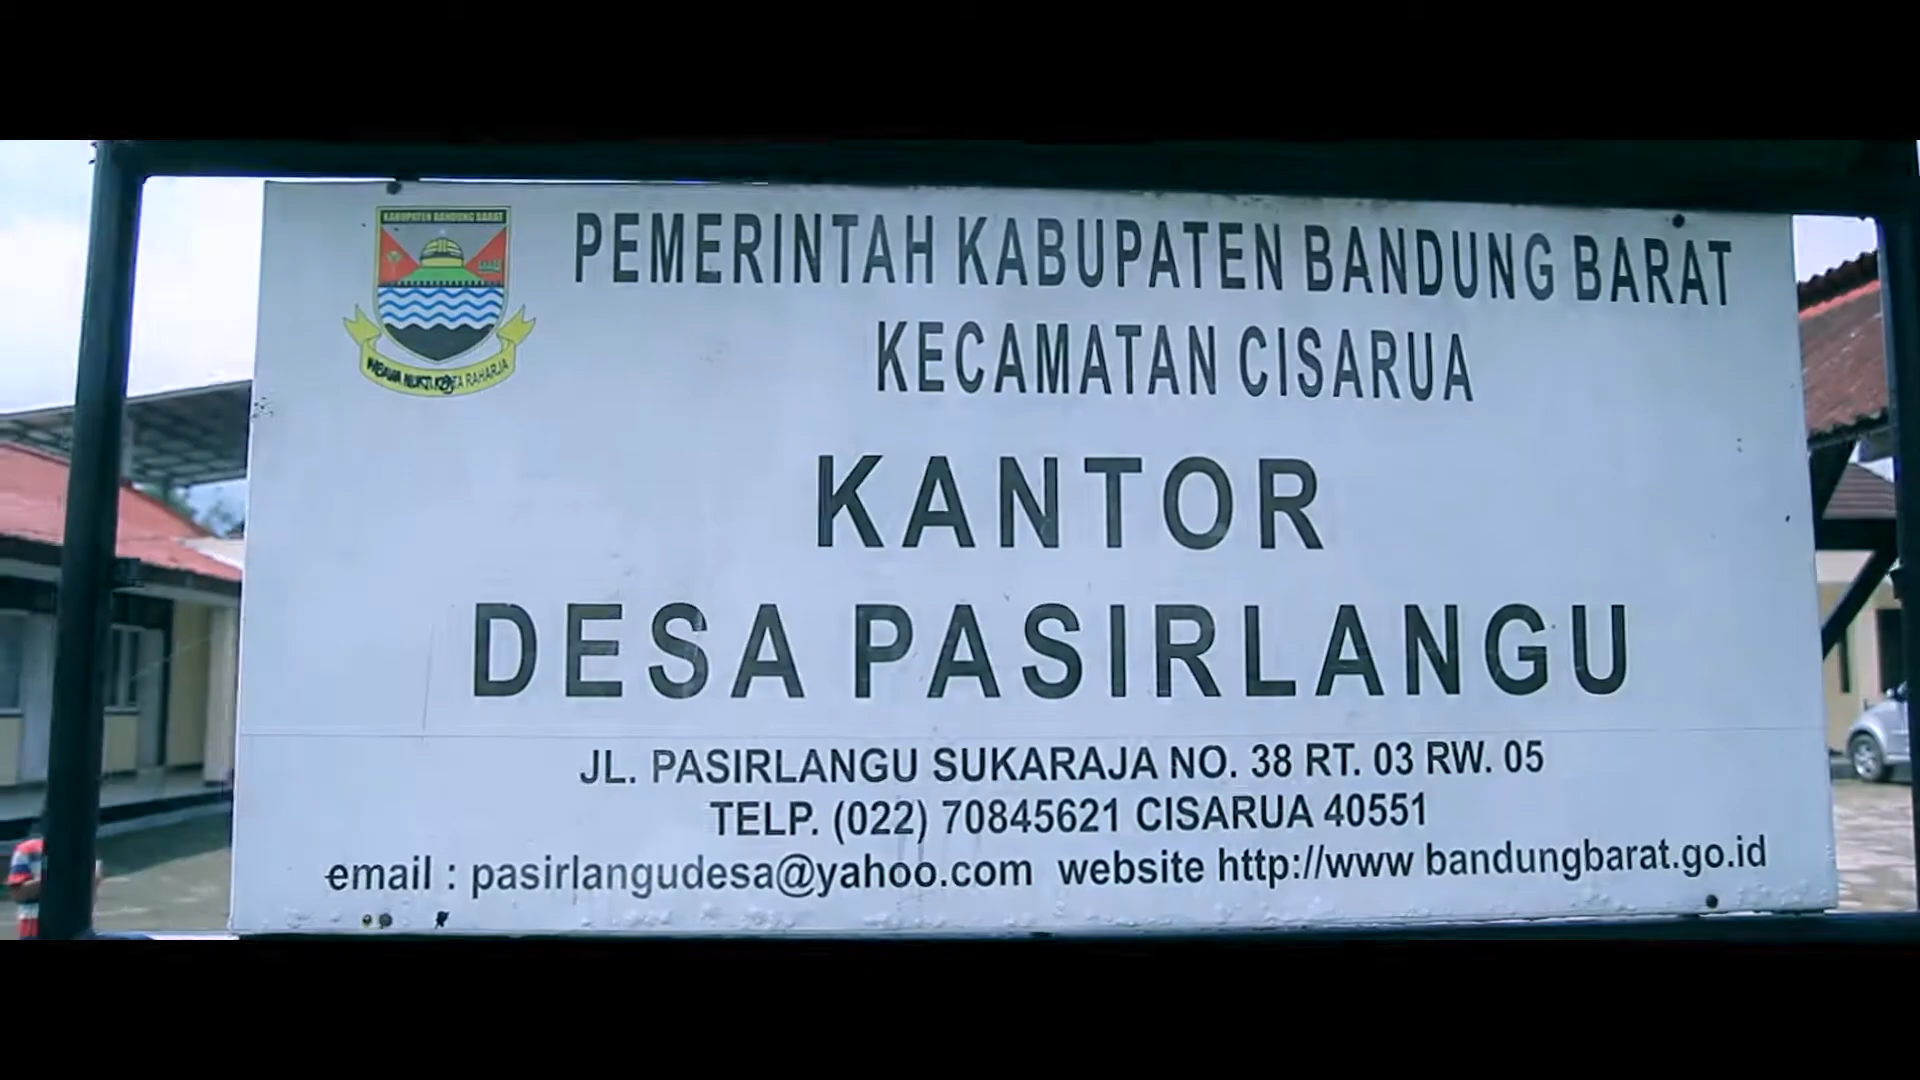 KABUPATEN BANDUNG BARAT
PEMERINTAH KABUPATEN BANDUNG BARAT
KECAMATAN CISARUA
RAHARJA
KANTOR
DESA PASIRLANGU
JL. PASIRLANGU SUKARAJA NO. 38 RT. 03 RW. 05
TELP. (022) 70845621 CISARUA 40551
email : pasirlangudesa@yahoo.com website http://www bandungbarat.go.id